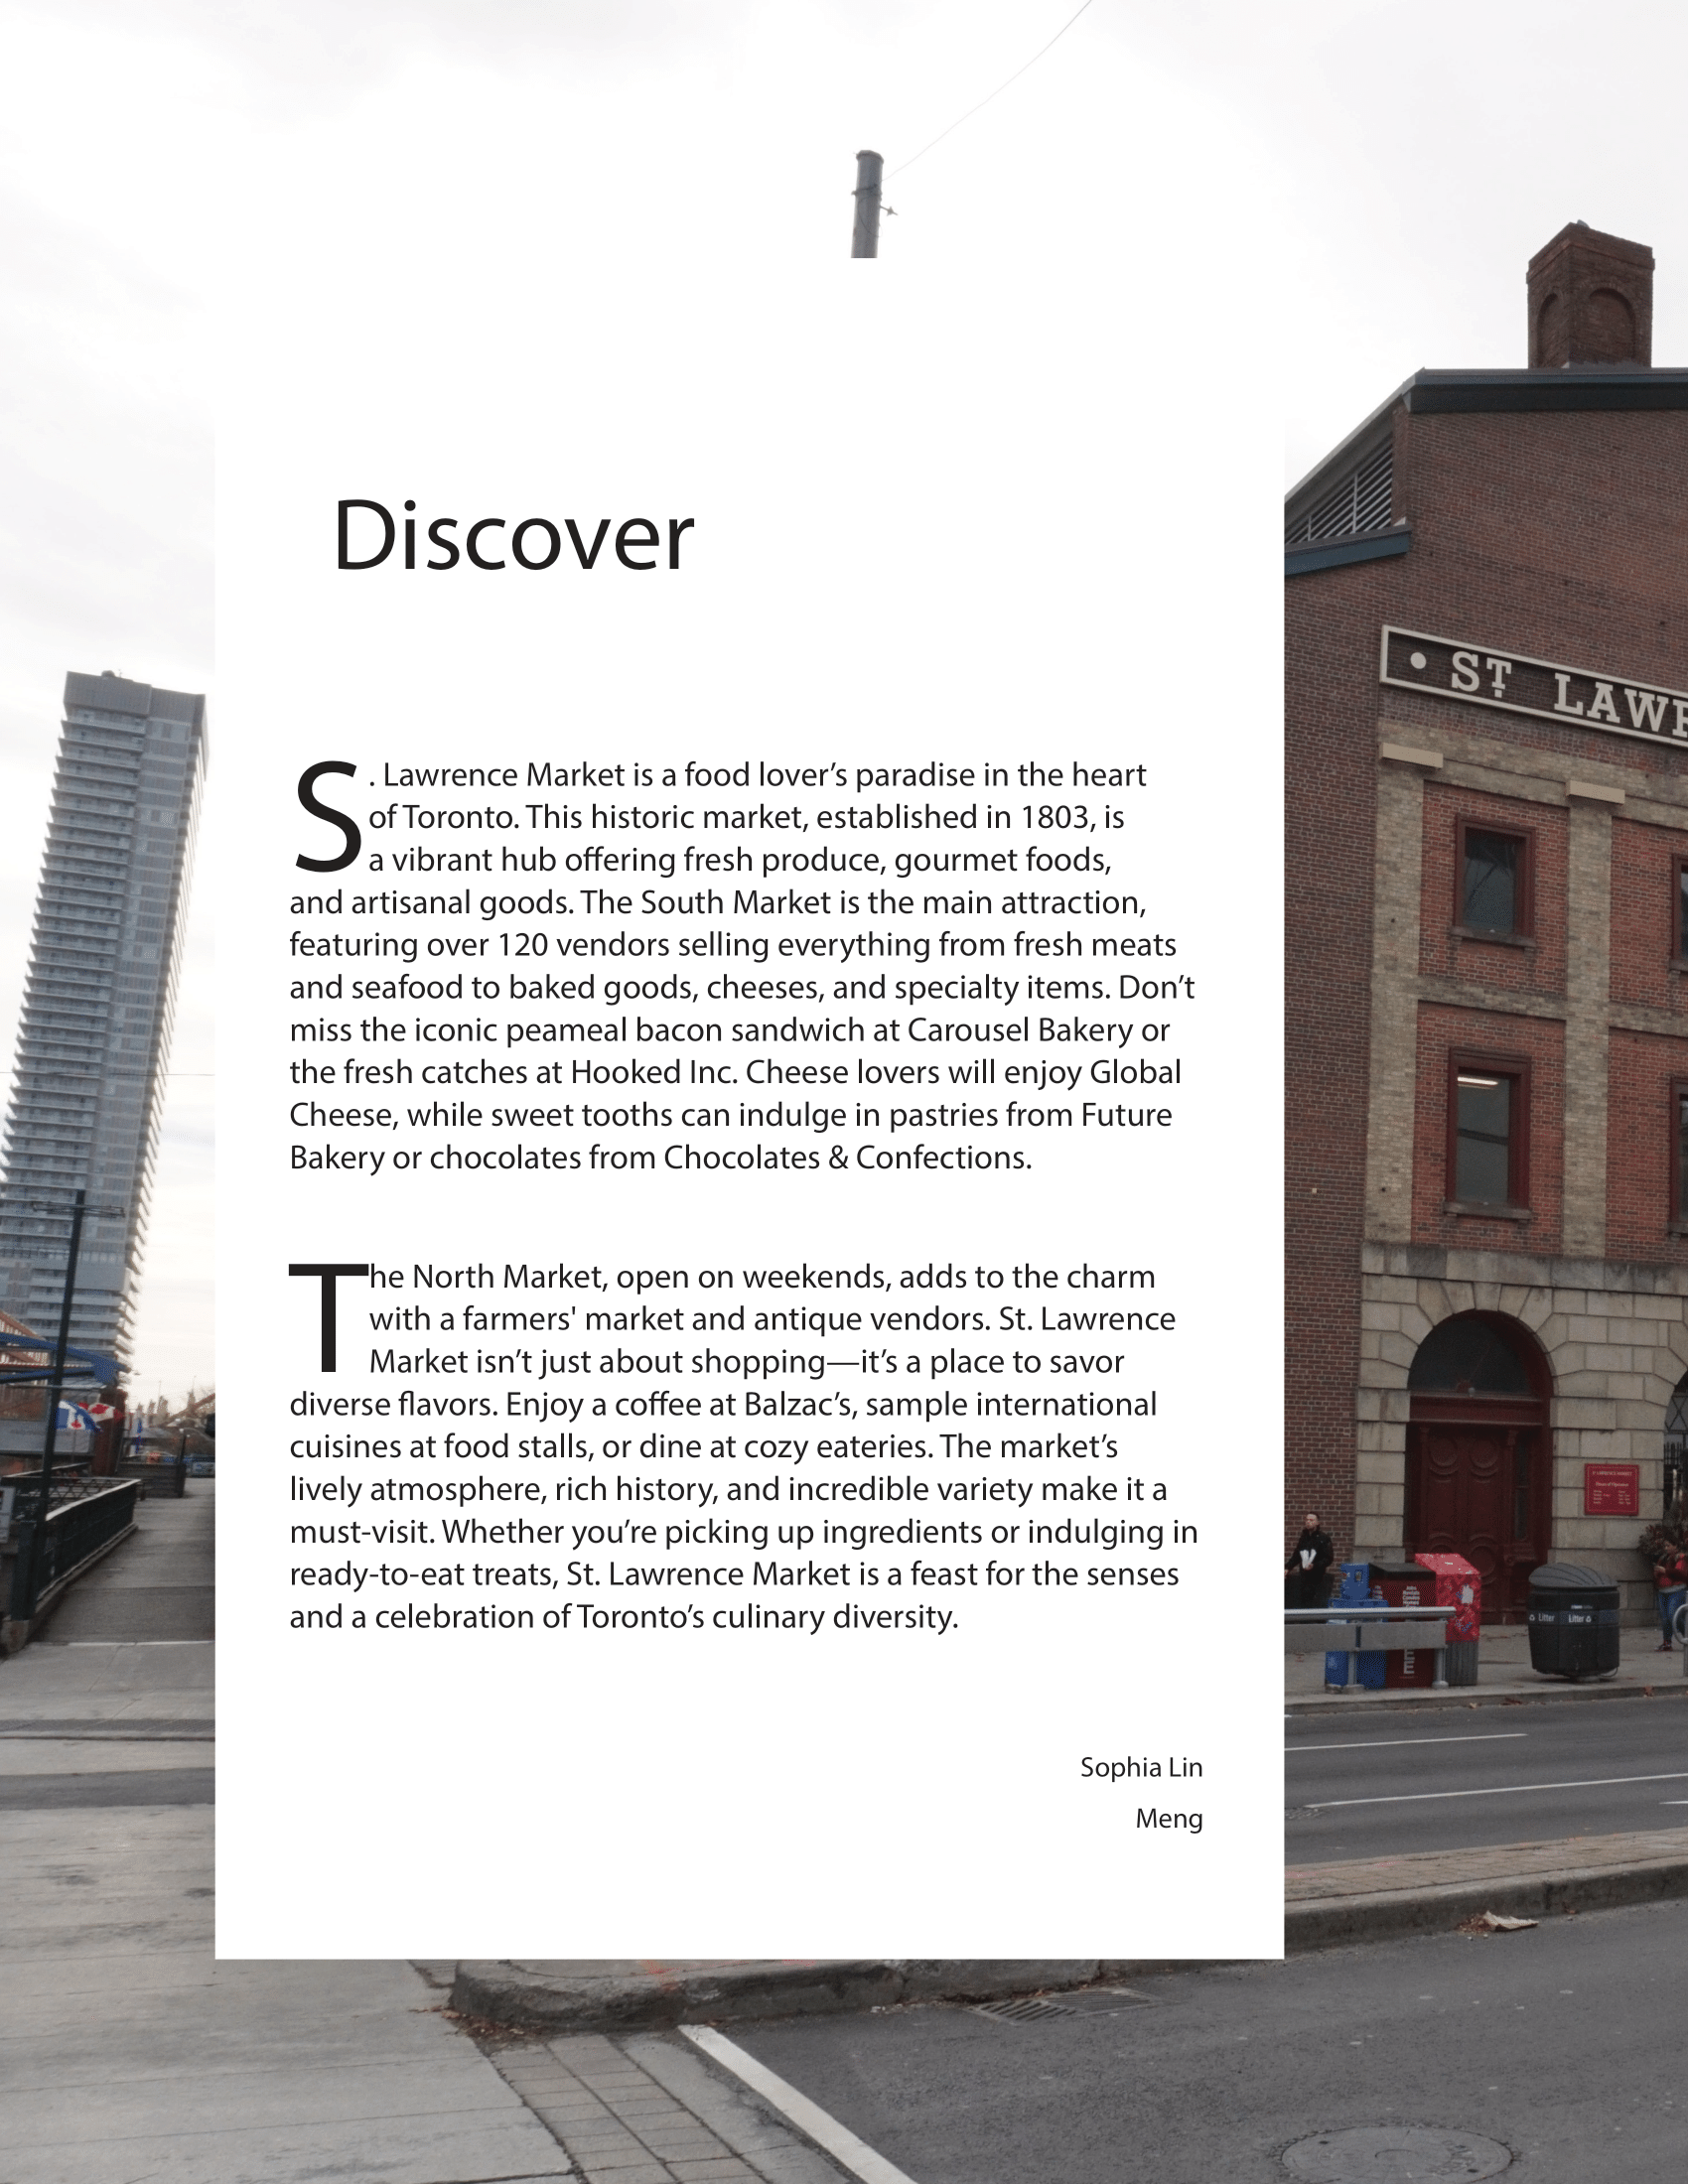 Discover
S. Lawrence Market is a food lover’s paradise in the heart
of Toronto. This historic market, established in 1803, is
a vibrant hub offering fresh produce, gourmet foods,
and artisanal goods. The South Market is the main attraction,
featuring over 120 vendors selling everything from fresh meats
and seafood to baked goods, cheeses, and specialty items. Don’t
miss the iconic peameal bacon sandwich at Carousel Bakery or
the fresh catches at Hooked Inc. Cheese lovers will enjoy Global
Cheese, while sweet tooths can indulge in pastries from Future
Bakery or chocolates from Chocolates & Confections.
The North Market, open on weekends, adds to the charm
with a farmers' market and antique vendors. St. Lawrence
Market isn’t just about shopping—it’s a place to savor
diverse flavors. Enjoy a coffee at Balzac’s, sample international
cuisines at food stalls, or dine at cozy eateries. The market’s
lively atmosphere, rich history, and incredible variety make it a
must-visit. Whether you’re picking up ingredients or indulging in
ready-to-eat treats, St. Lawrence Market is a feast for the senses
and a celebration of Toronto’s culinary diversity.
Sophia Lin
Meng
• ST LAWR
Litter Litter